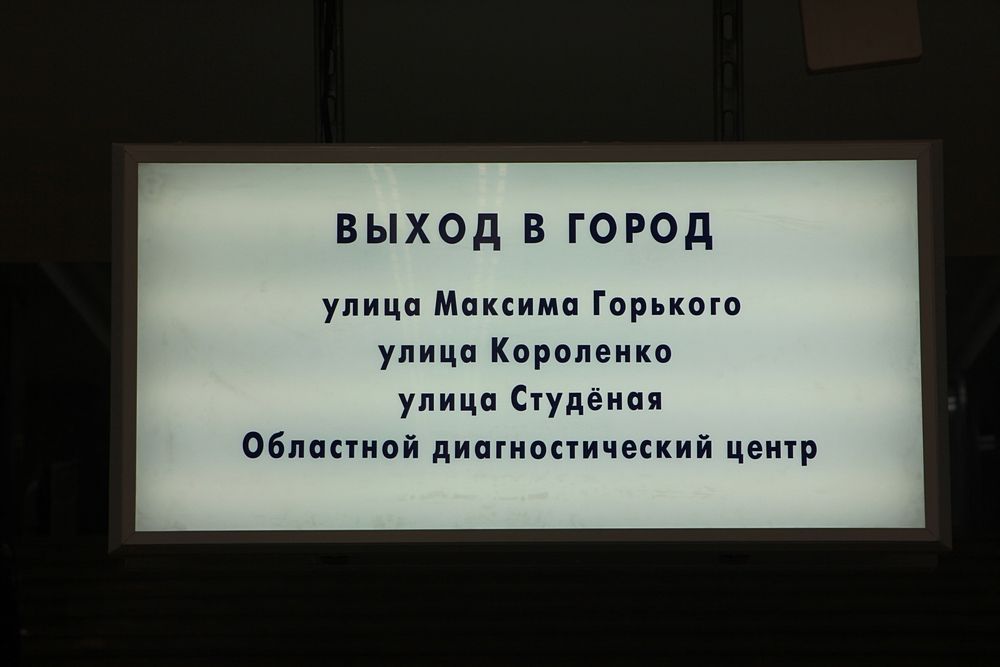 ВЫХОД В ГОРОД
улица Максима Горького
улица Короленко
улица Студёная
Областной диагностический центр